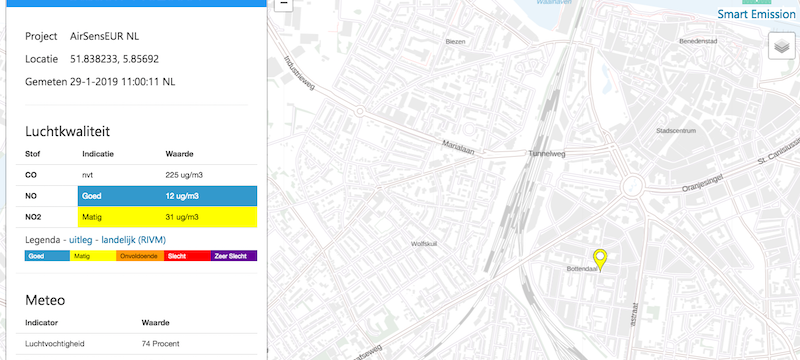 Project AirSensEUR NL
Locatie 51.838233, 5.85692
Gemeten 29-1-2019 11:00:11 NL
Luchtkwaliteit
Stof Indicatie Waarde
CO nvt 225 ug/m3
NO Goed 12 ug/m3
NO2 Matig 31 ug/m3
Legenda - uitleg - landelijk (RIVM)
Goed Matig Onvoldoende Slecht Zeer Slecht
Meteo
Indicator Waarde
Luchtvochtigheid 74 Procent
−
Waalhaven
Smart Emission
Biezen
Benedenstad
Industrieweg
Stadscentrum
Marialaan
Tunnelweg
St. Canisiussingel
Oranjesingel
Wolfskuil
Bottendaal
astraat
atseweg